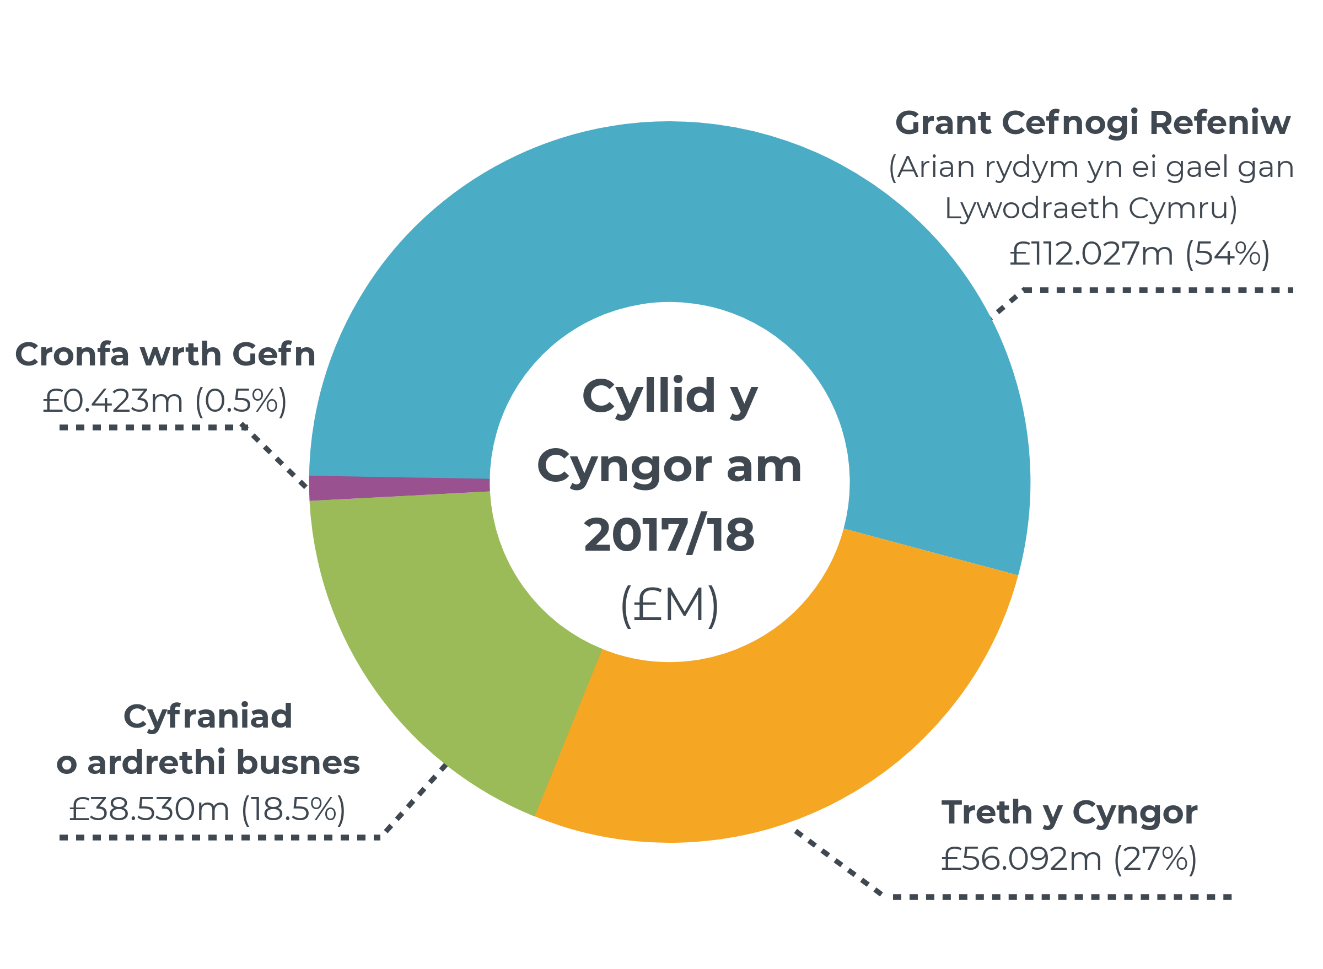 Grant Cefnogi Refeniw
(Arian rydym yn ei gael gan
Lywodraeth Cymru)
£112.027m (54%)
Cronfa wrth Gefn
£0.423m (0.5%)
Cyllid y
Cyngor am
2017/18
(£M)
Cyfraniad
o ardrethi busnes
£38.530m (18.5%)
Treth y Cyngor
£56.092m (27%)